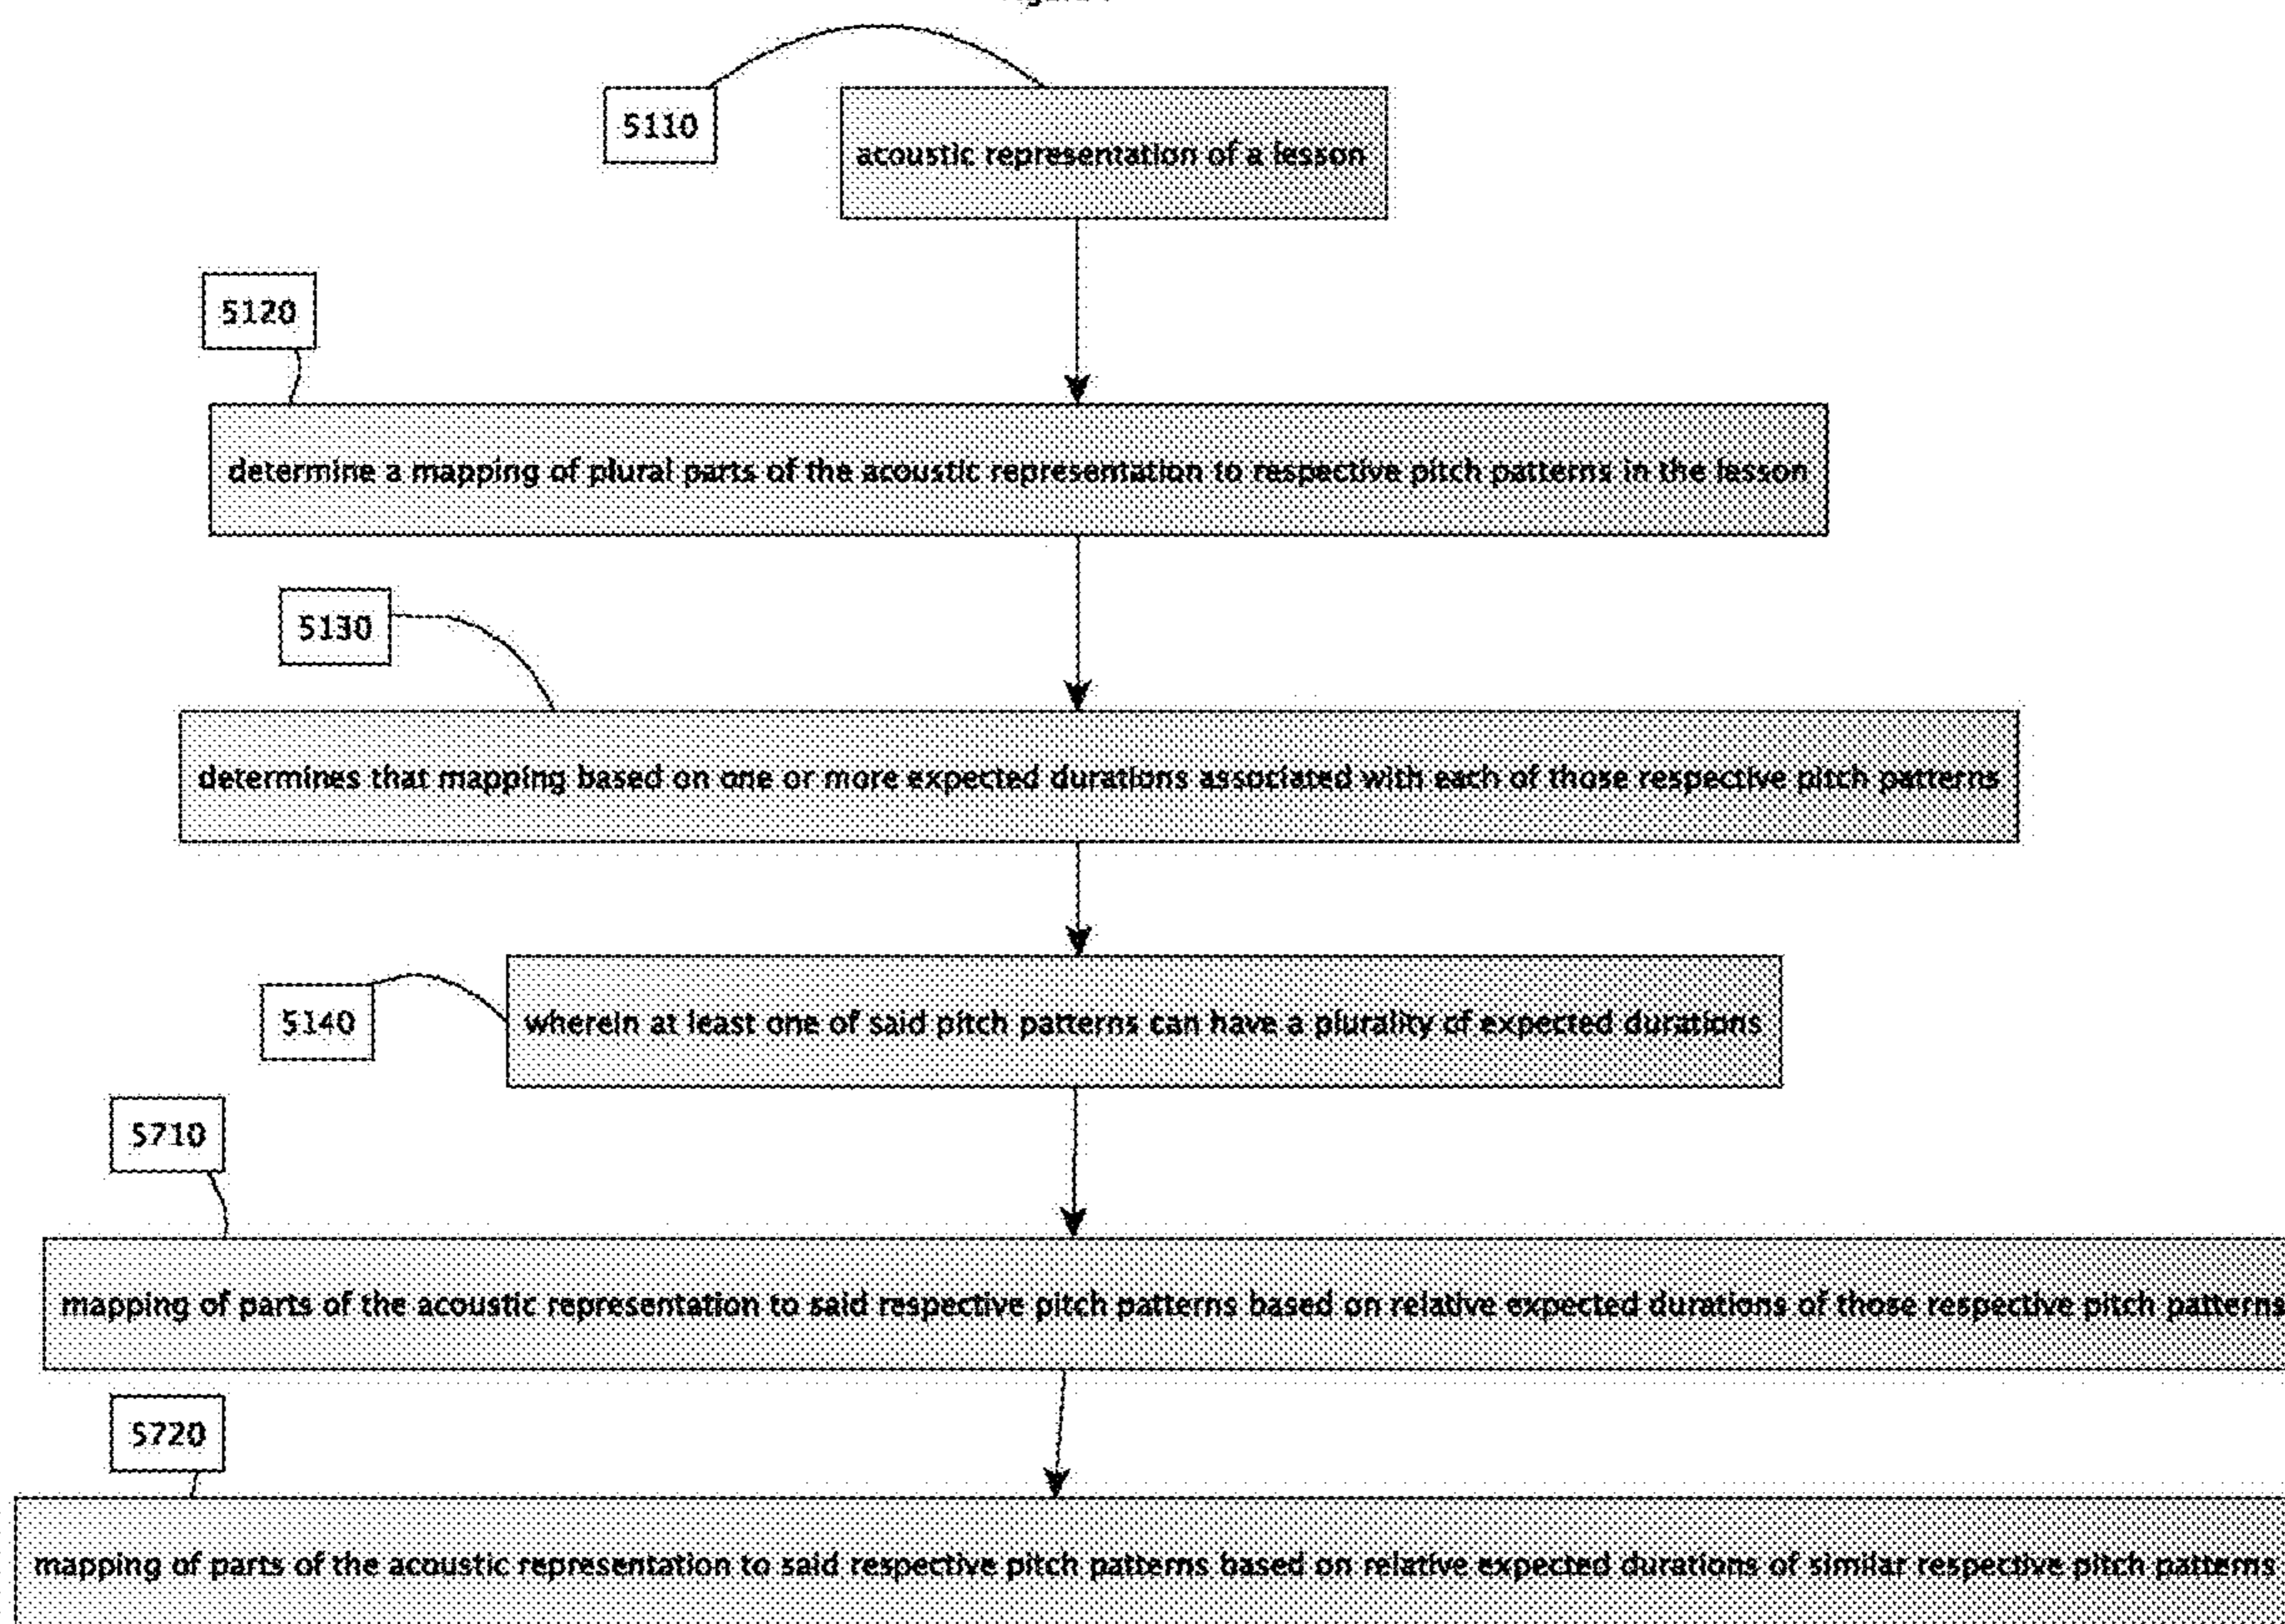 5110
acoustic representation of a lesson
5120
determine a mapping of plural parts of the acoustic representation to respective pitch patterns in the lesson
5130
determines that mapping based on one or more expected durations associated with each of those respective pitch patterns
5140
wherein at least one of said pitch patterns can have a plurality of expected durations
5710
mapping of parts of the acoustic representation to said respective pitch patterns based on relative expected durations of those respective pitch patterns
5720
mapping of parts of the acoustic representation to said respective pitch patterns based on relative expected durations of similar respective pitch patterns